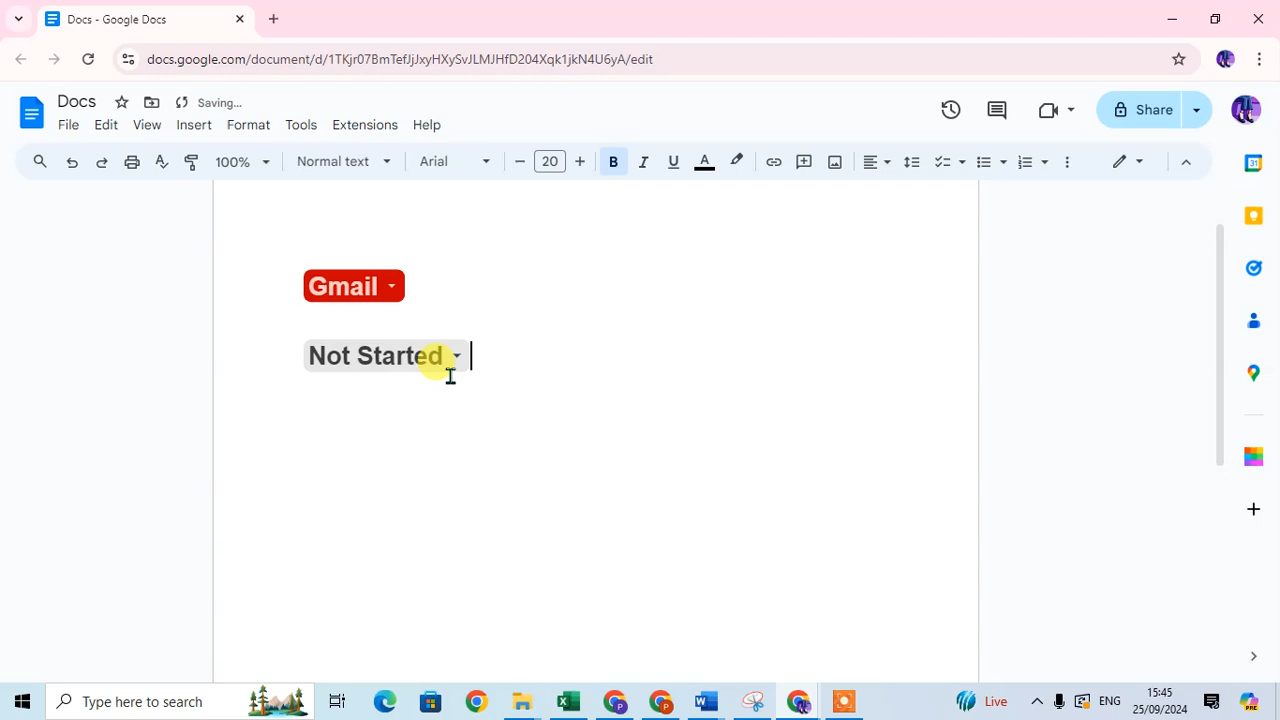 Docs - Google Docs
docs.google.com/document/d/1TKjr07BmTefJjJxyHXySvJLMJHfD204Xqk1jkN4U6yA/edit
Docs Saving...
File Edit View Insert Format Tools Extensions Help
Share
100% Normal text Arial 20 B I U A
31
Gmail
Not Started
Type here to search
Live ENG 15:45
25/09/2024